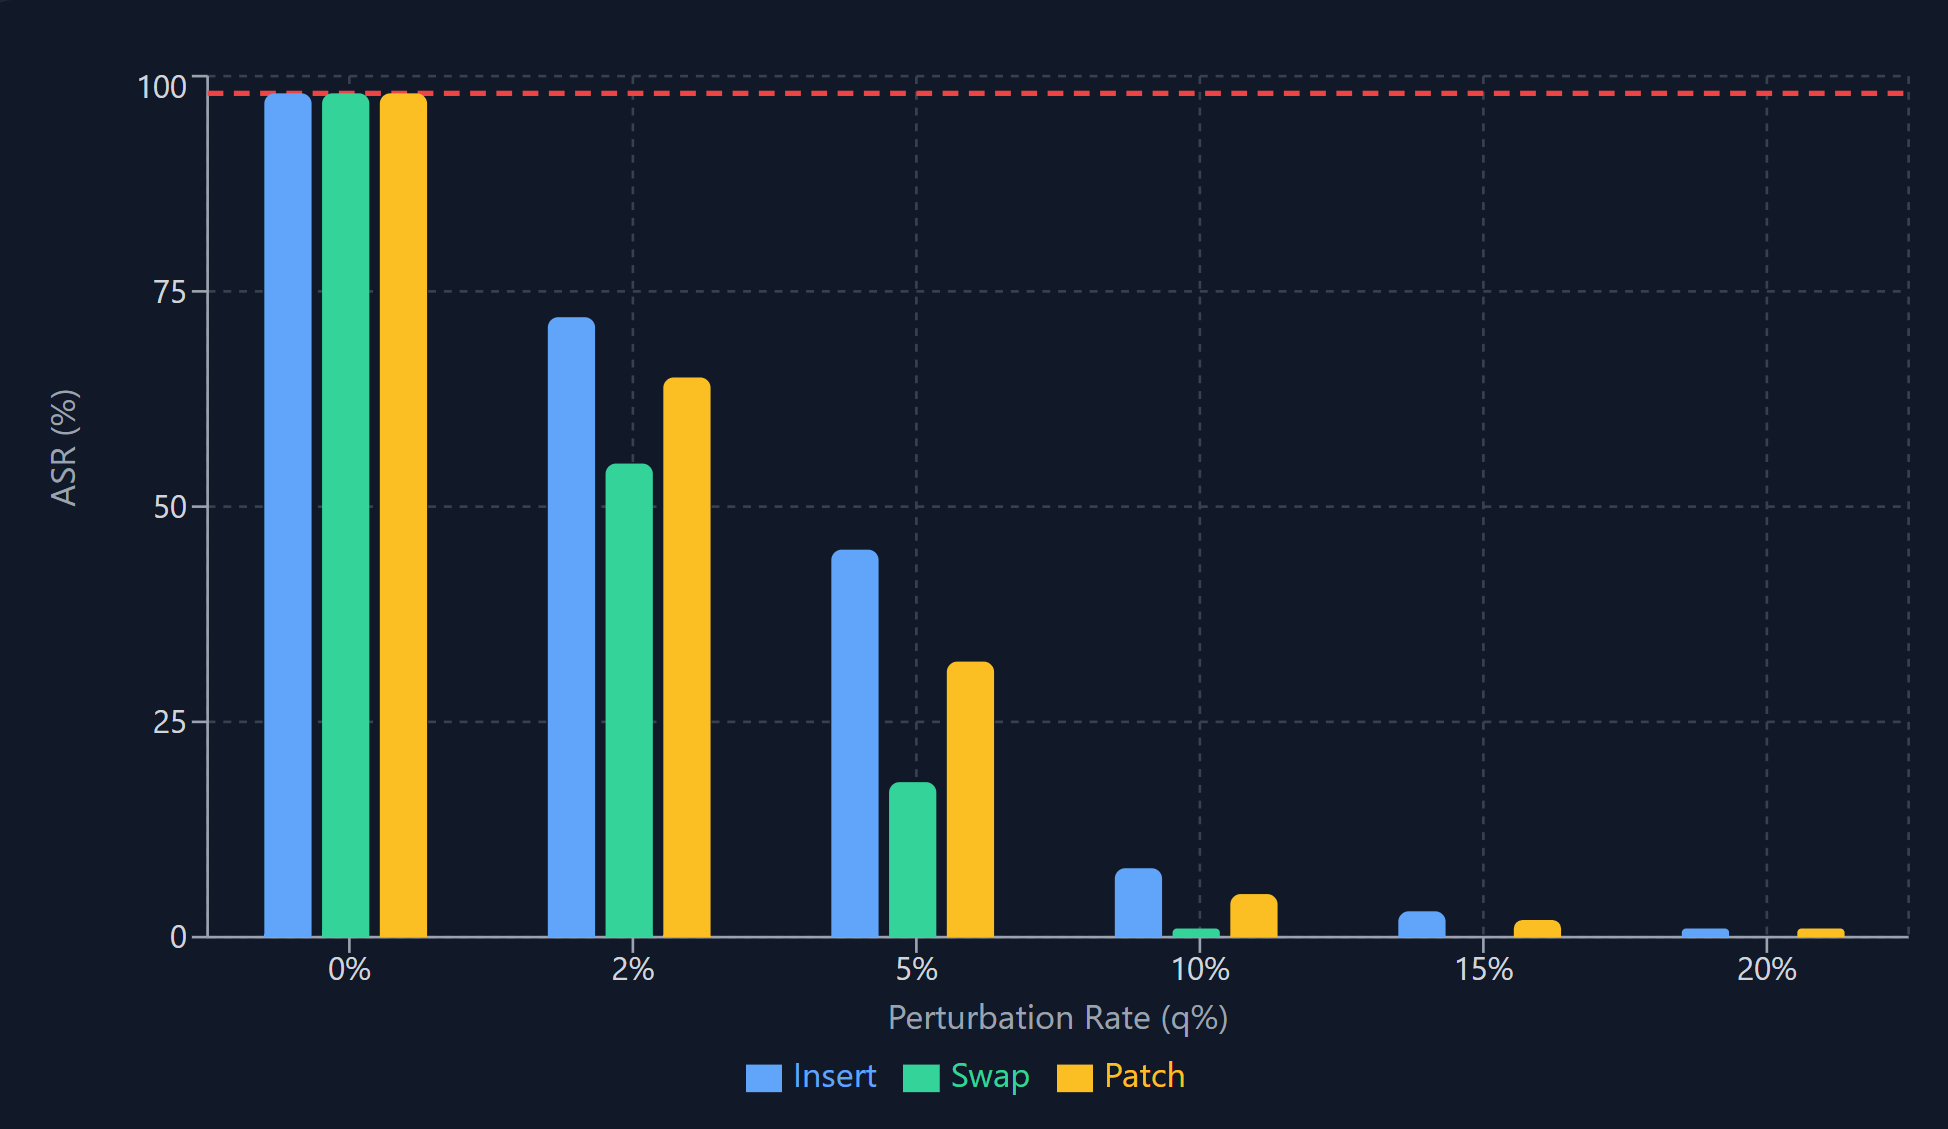 100
75
50
25
0
ASR (%)
0% 2% 5% 10% 15% 20%
Perturbation Rate (q%)
Insert Swap Patch